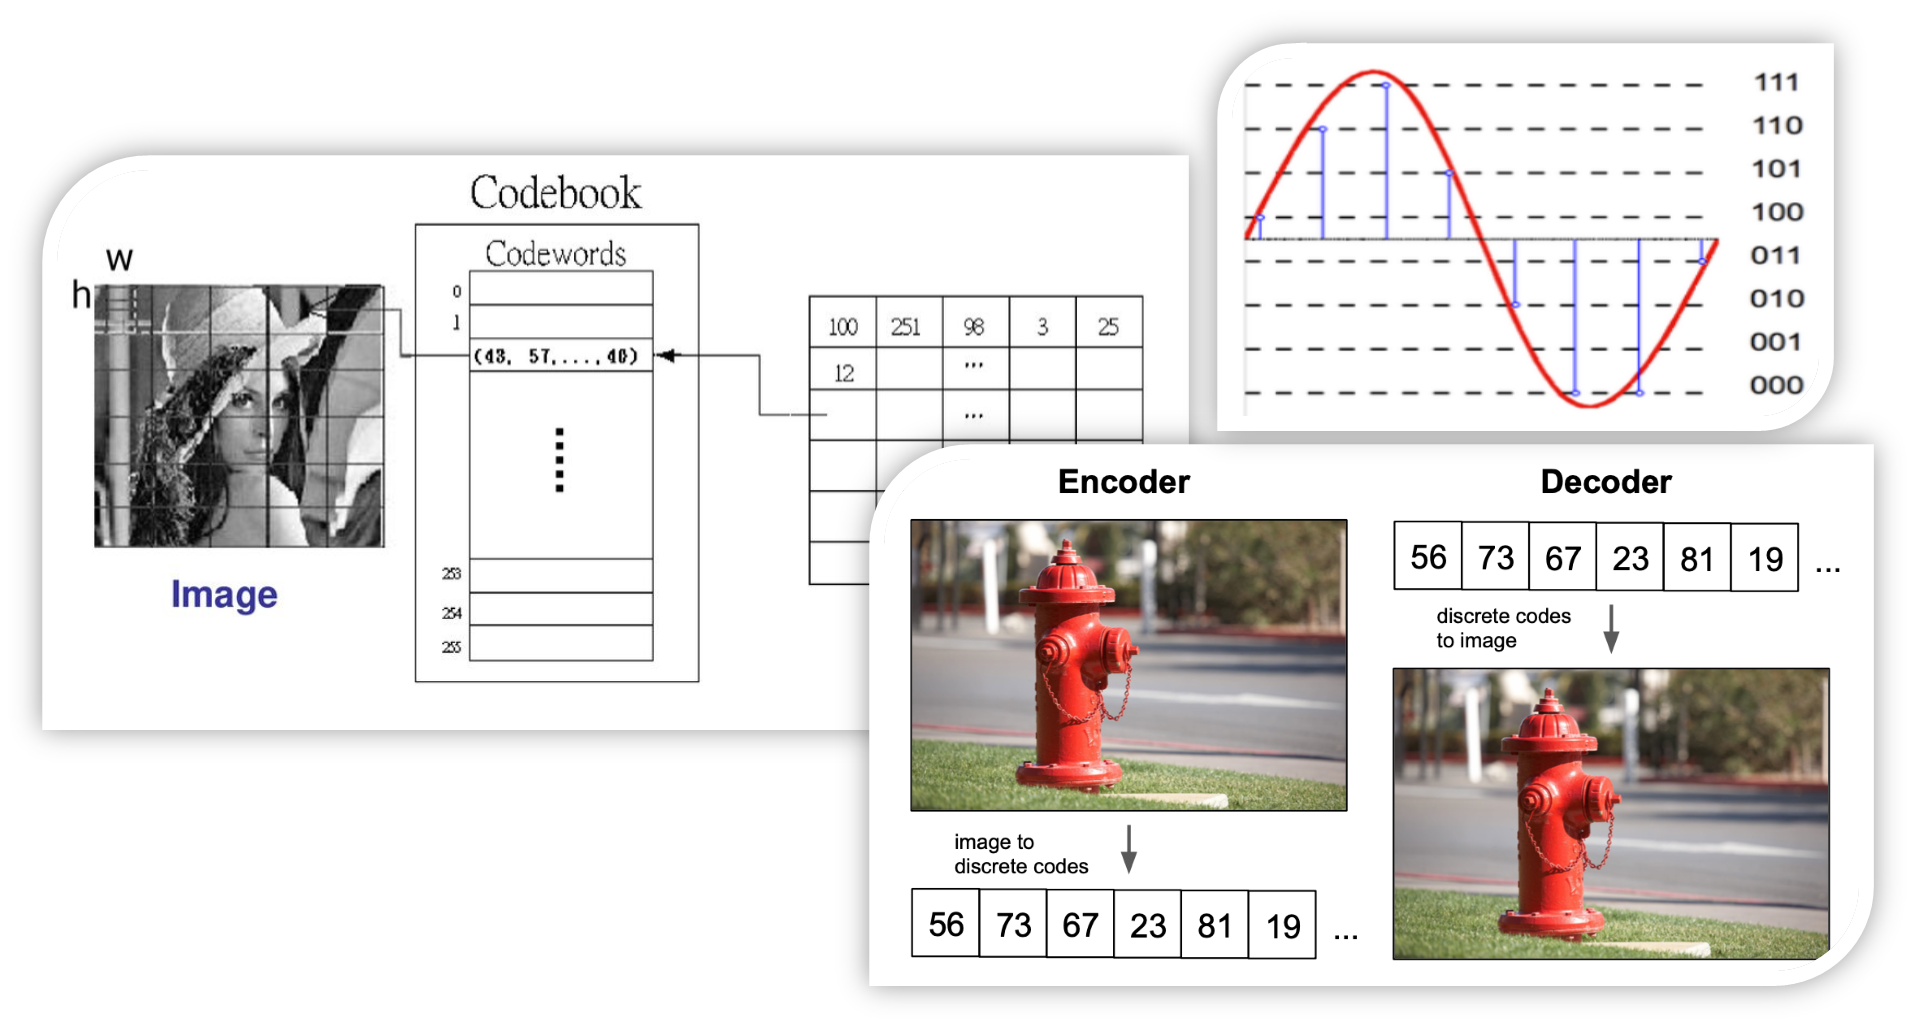 Codebook
Codewords
w
h
0
1
(43, 57,...,40)
253
254
255
Image
100 251 98 3 25
12 ...
...
111
110
101
100
011
010
001
000
Encoder
image to
discrete codes
56 73 67 23 81 19 ...
Decoder
56 73 67 23 81 19 ...
discrete codes
to image